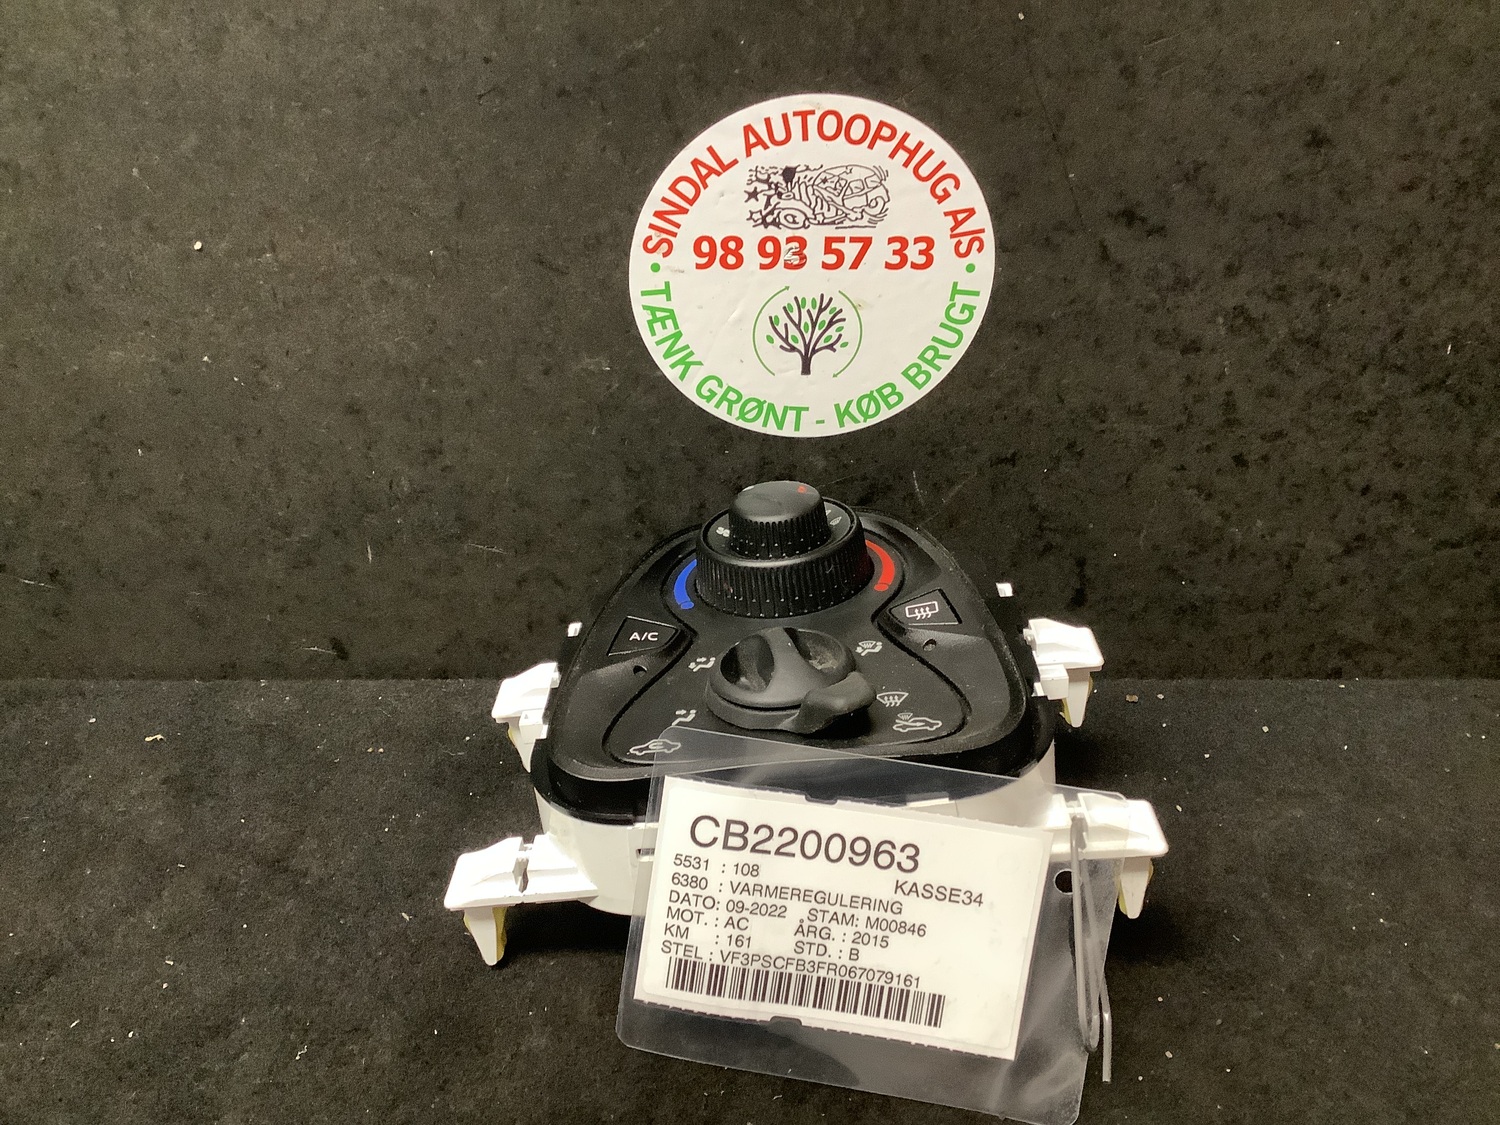 SINDAL AUTOOPHUG A/S
98 93 57 33
• TÆNK GRØNT - KØB BRUGT •
A/C
CB2200963
5531 : 108 KASSE34
6380 : VARMEREGULERING
DATO: 09-2022 STAM: M00846
MOT. : AC ÅRG. : 2015
KM : 161 STD. : B
STEL : VF3PSCFB3FR067079161